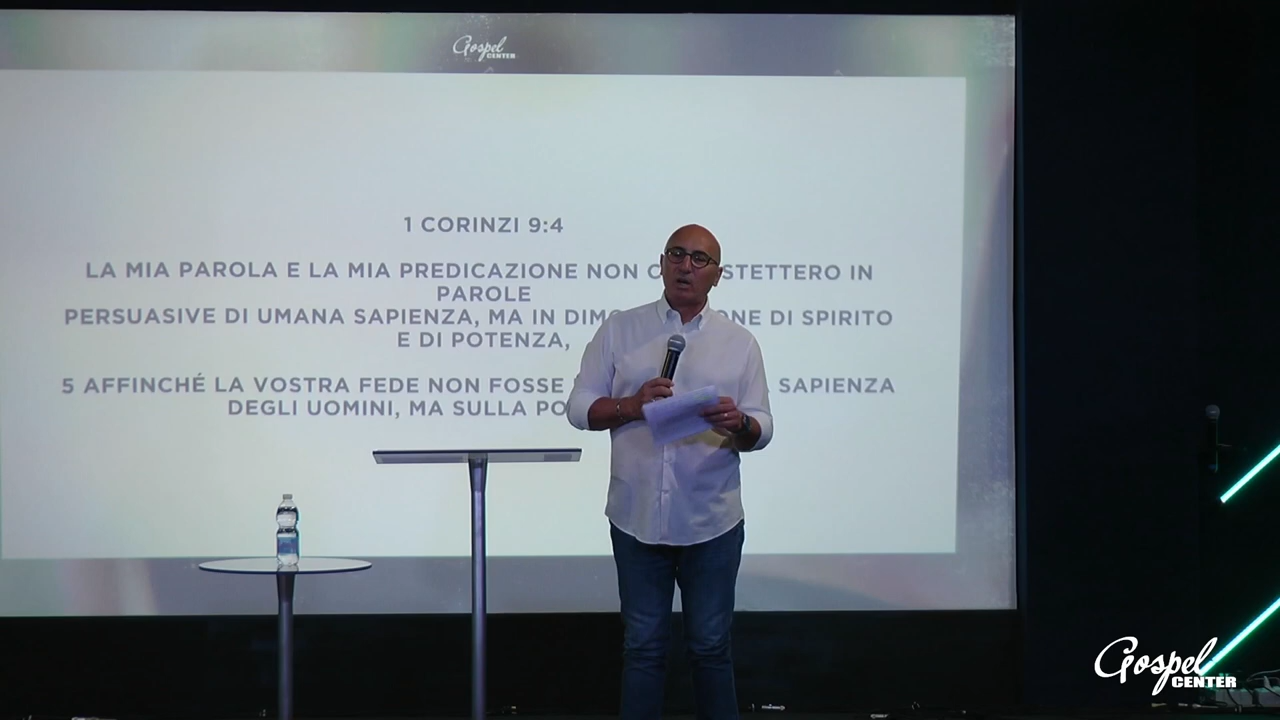 Gospel
CENTER
1 CORINZI 9:4
LA MIA PAROLA E LA MIA PREDICAZIONE NON STETTERO IN
PAROLE
PERSUASIVE DI UMANA SAPIENZA, MA IN DI SPIRITO
E DI POTENZA,
5 AFFINCHÉ LA VOSTRA FEDE NON FOSSE SAPIENZA
DEGLI UOMINI, MA SULLA
Gospel
CENTER